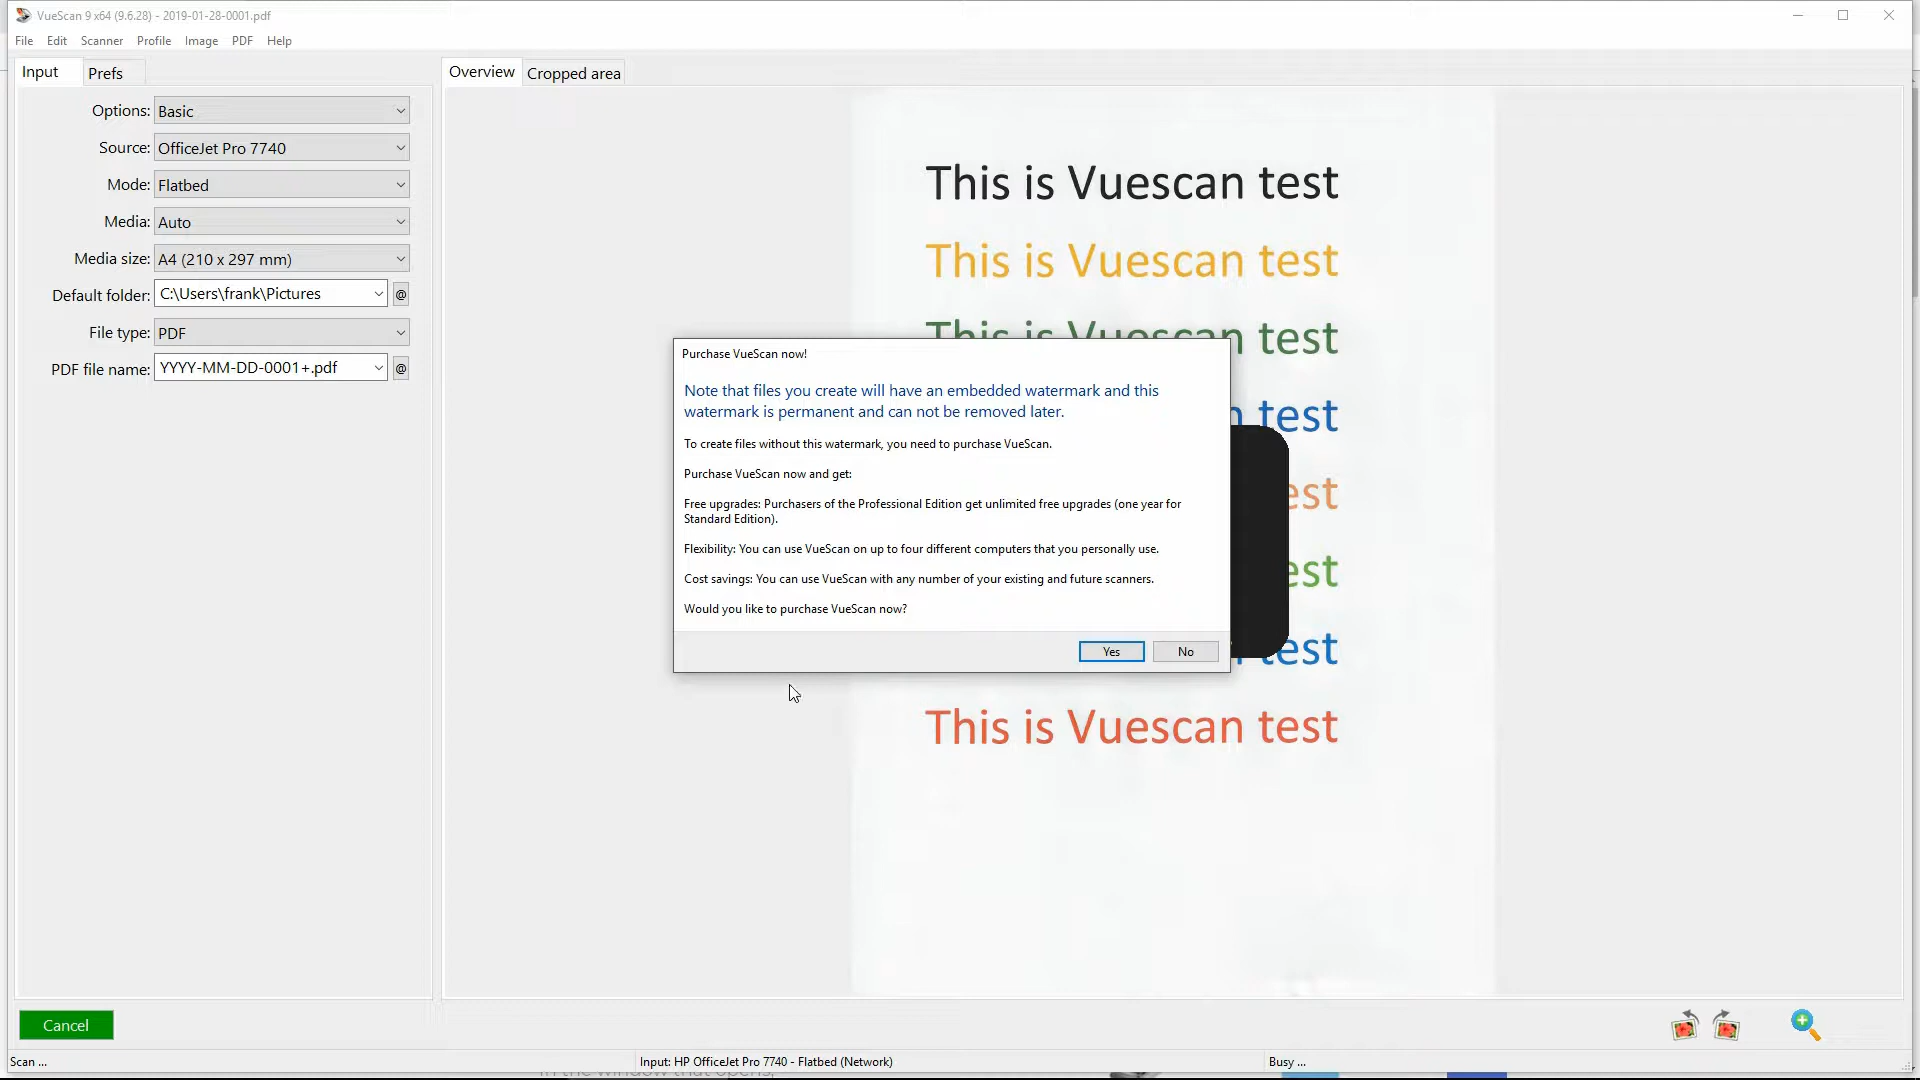 VueScan 9 x64 (9.6.28) - 2019-01-28-0001.pdf
File Edit Scanner Profile Image PDF Help
Input Prefs
Overview Cropped area
Options: Basic
Source: OfficeJet Pro 7740
Mode: Flatbed
Media: Auto
Media size: A4 (210 x 297 mm)
Default folder: C:\Users\frank\Pictures @
File type: PDF
PDF file name: YYYY-MM-DD-0001+.pdf @
This is Vuescan test
This is Vuescan test
This is Vuescan test
test
est
est
test
This is Vuescan test
Purchase VueScan now!
Note that files you create will have an embedded watermark and this
watermark is permanent and can not be removed later.
To create files without this watermark, you need to purchase VueScan.
Purchase VueScan now and get:
Free upgrades: Purchasers of the Professional Edition get unlimited free upgrades (one year for
Standard Edition).
Flexibility: You can use VueScan on up to four different computers that you personally use.
Cost savings: You can use VueScan with any number of your existing and future scanners.
Would you like to purchase VueScan now?
Yes No
Cancel
Scan ... Input: HP OfficeJet Pro 7740 - Flatbed (Network) Busy ...
in the window that opens,